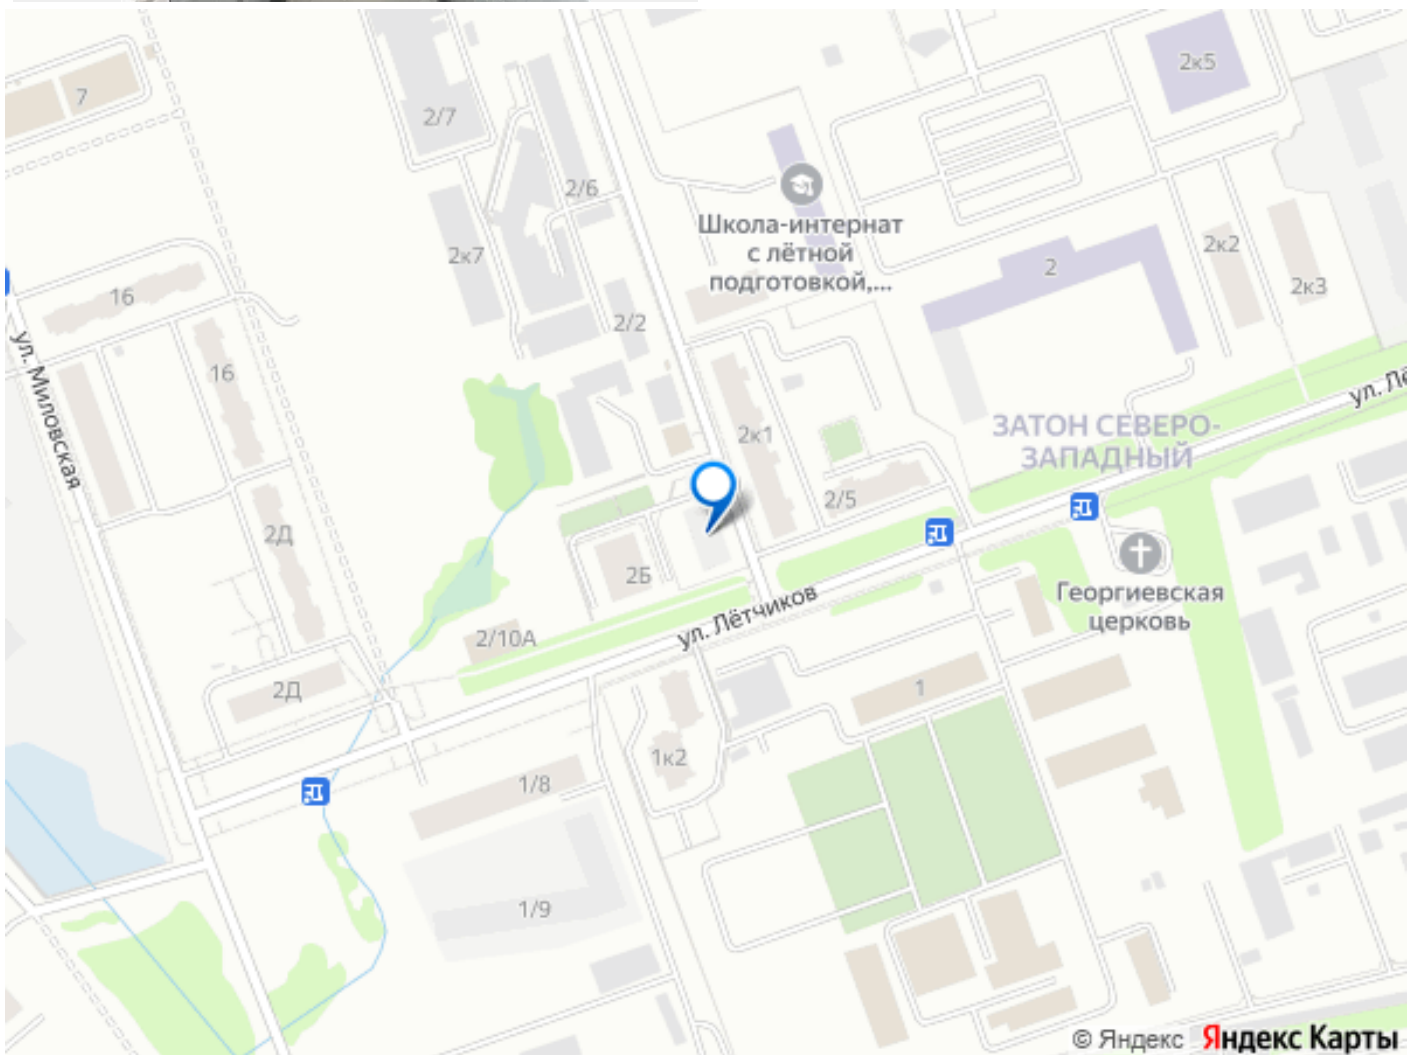 2к5
7
2/7
2/6
Школа-интернат
с лётной
подготовкой,...
2к7
2
2к2
2к3
16
2/2
16
ул. Миловская
ул. Лё
2к1
ЗАТОН СЕВЕРО-
ЗАПАДНЫЙ
2/5
2Д
2Б
Георгиевская
церковь
ул. Лётчиков
2/10А
2Д
1
1к2
1/8
1/9
© Яндекс Яндекс Карты